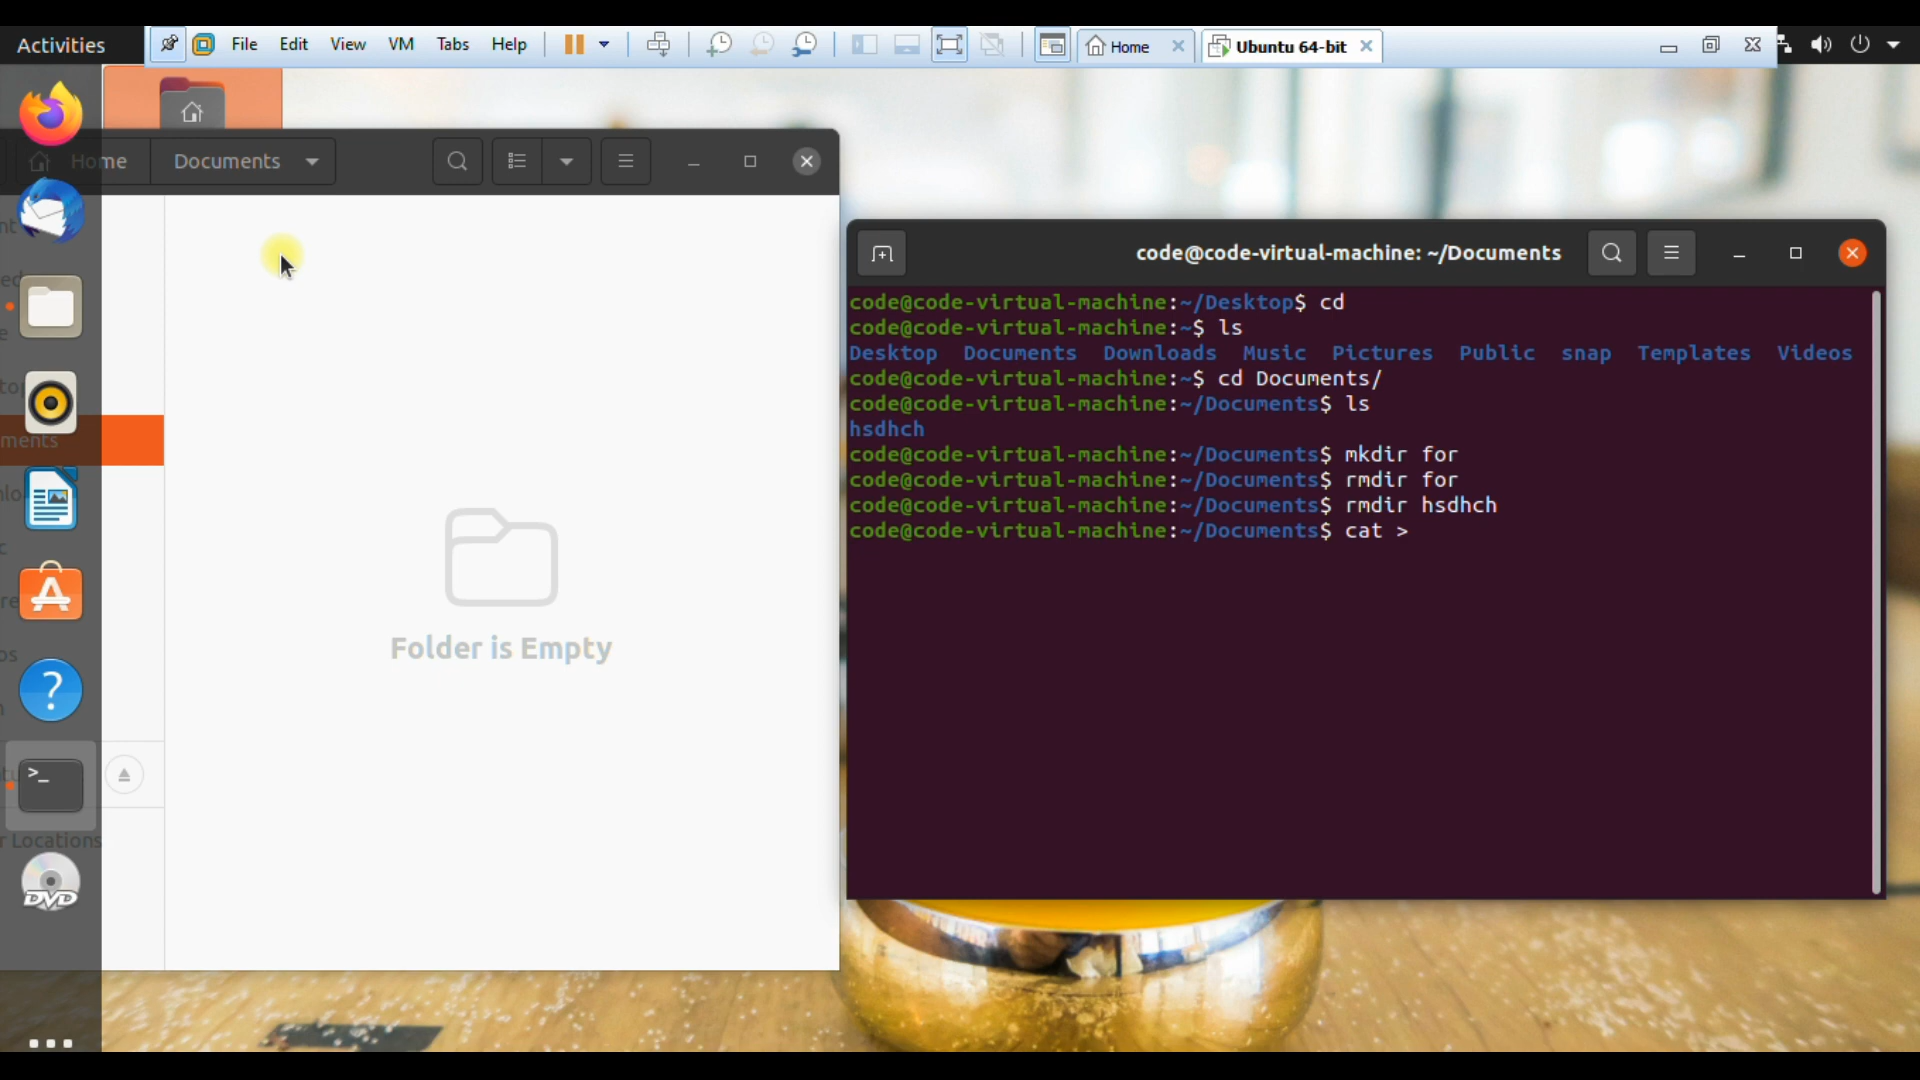 Activities
File Edit View VM Tabs Help
Home
Ubuntu 64-bit
Home Documents
Folder is Empty
ments
r Locations
DVD
code@code-virtual-machine: ~/Documents
code@code-virtual-machine:~/Desktop$ cd
code@code-virtual-machine:~$ ls
Desktop Documents Downloads Music Pictures Public snap Templates Videos
code@code-virtual-machine:~$ cd Documents/
code@code-virtual-machine:~/Documents$ ls
hsdhch
code@code-virtual-machine:~/Documents$ mkdir for
code@code-virtual-machine:~/Documents$ rmdir for
code@code-virtual-machine:~/Documents$ rmdir hsdhch
code@code-virtual-machine:~/Documents$ cat >